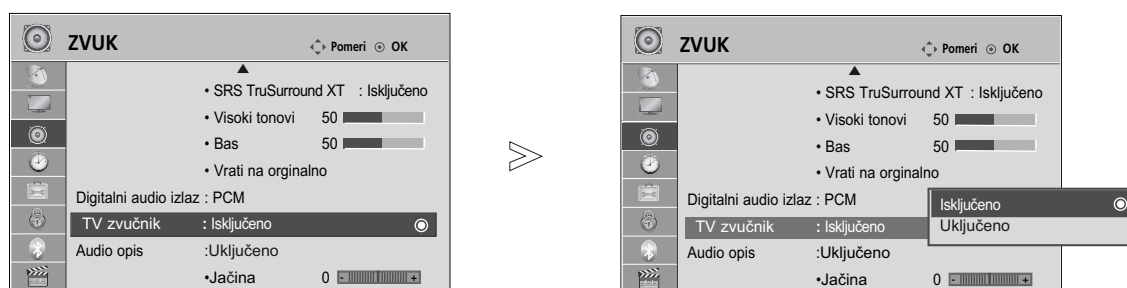 ZVUK Pomeri OK
• SRS TruSurround XT : Isključeno
• Visoki tonovi 50
• Bas 50
• Vrati na orginalno
Digitalni audio izlaz : PCM
TV zvučnik : Isključeno
Audio opis :Uključeno
•Jačina 0 - +
ZVUK Pomeri OK
• SRS TruSurround XT : Isključeno
• Visoki tonovi 50
• Bas 50
• Vrati na orginalno
Digitalni audio izlaz : PCM
TV zvučnik : Isključeno
Isključeno
Uključeno
Audio opis :Uključeno
•Jačina 0 - +